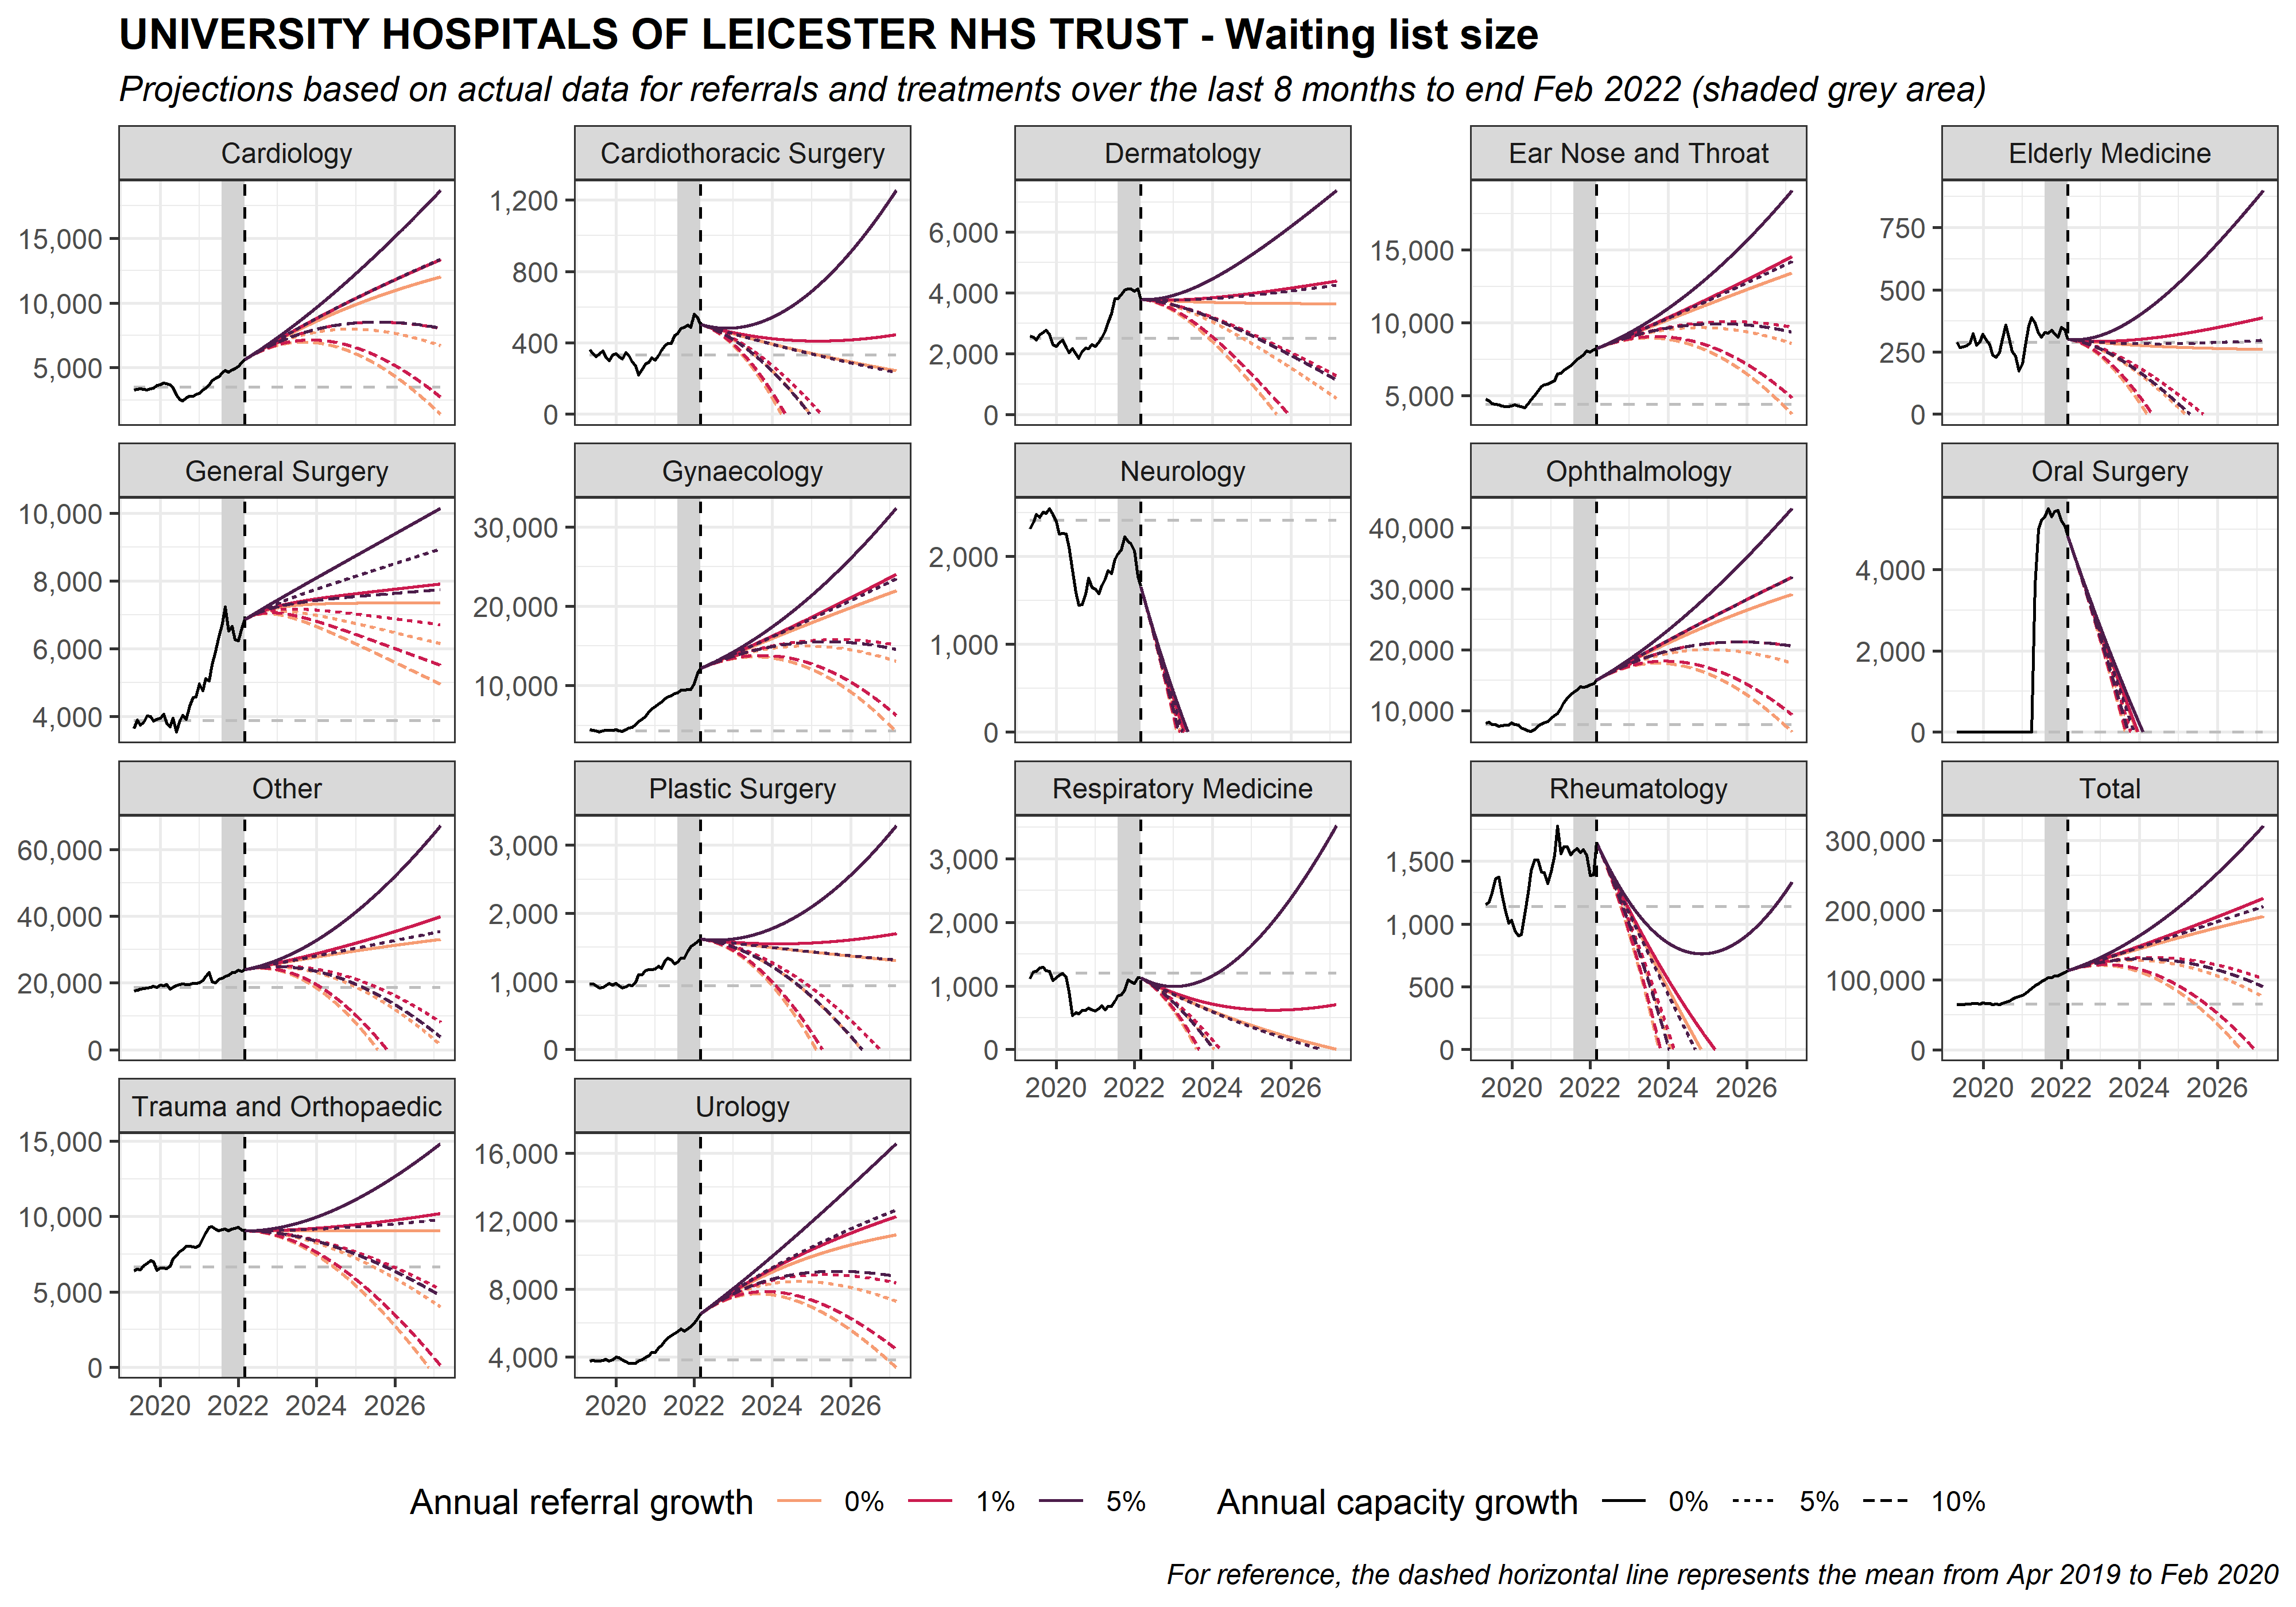 UNIVERSITY HOSPITALS OF LEICESTER NHS TRUST - Waiting list size
Projections based on actual data for referrals and treatments over the last 8 months to end Feb 2022 (shaded grey area)
Cardiology
15,000
10,000
5,000
Cardiothoracic Surgery
1,200
800
400
0
Dermatology
6,000
4,000
2,000
0
Ear Nose and Throat
15,000
10,000
5,000
Elderly Medicine
750
500
250
0
General Surgery
10,000
8,000
6,000
4,000
Gynaecology
30,000
20,000
10,000
Neurology
2,000
1,000
0
Ophthalmology
40,000
30,000
20,000
10,000
Oral Surgery
4,000
2,000
0
Other
60,000
40,000
20,000
0
Plastic Surgery
3,000
2,000
1,000
0
Respiratory Medicine
3,000
2,000
1,000
0
2020 2022 2024 2026
Rheumatology
1,500
1,000
500
0
2020 2022 2024 2026
Total
300,000
200,000
100,000
0
2020 2022 2024 2026
Trauma and Orthopaedic
15,000
10,000
5,000
0
2020 2022 2024 2026
Urology
16,000
12,000
8,000
4,000
2020 2022 2024 2026
Annual referral growth 0% 1% 5% Annual capacity growth 0% 5% 10%
For reference, the dashed horizontal line represents the mean from Apr 2019 to Feb 2020